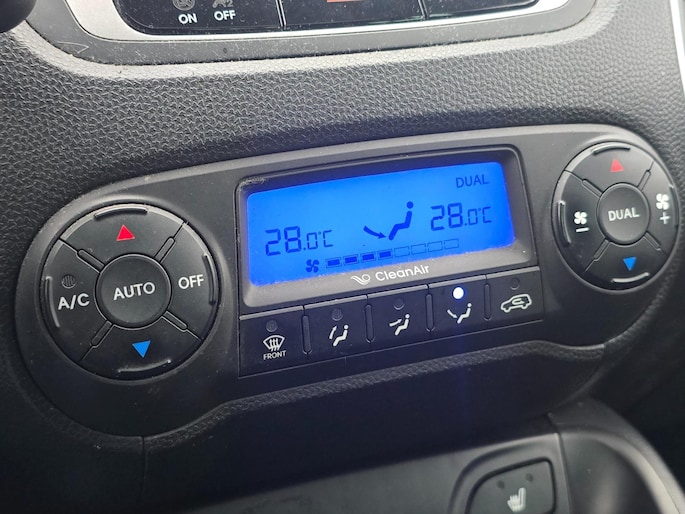 ON OFF
DUAL
28.0°C 28.0°C
CleanAir
A/C AUTO OFF
DUAL
- +
FRONT